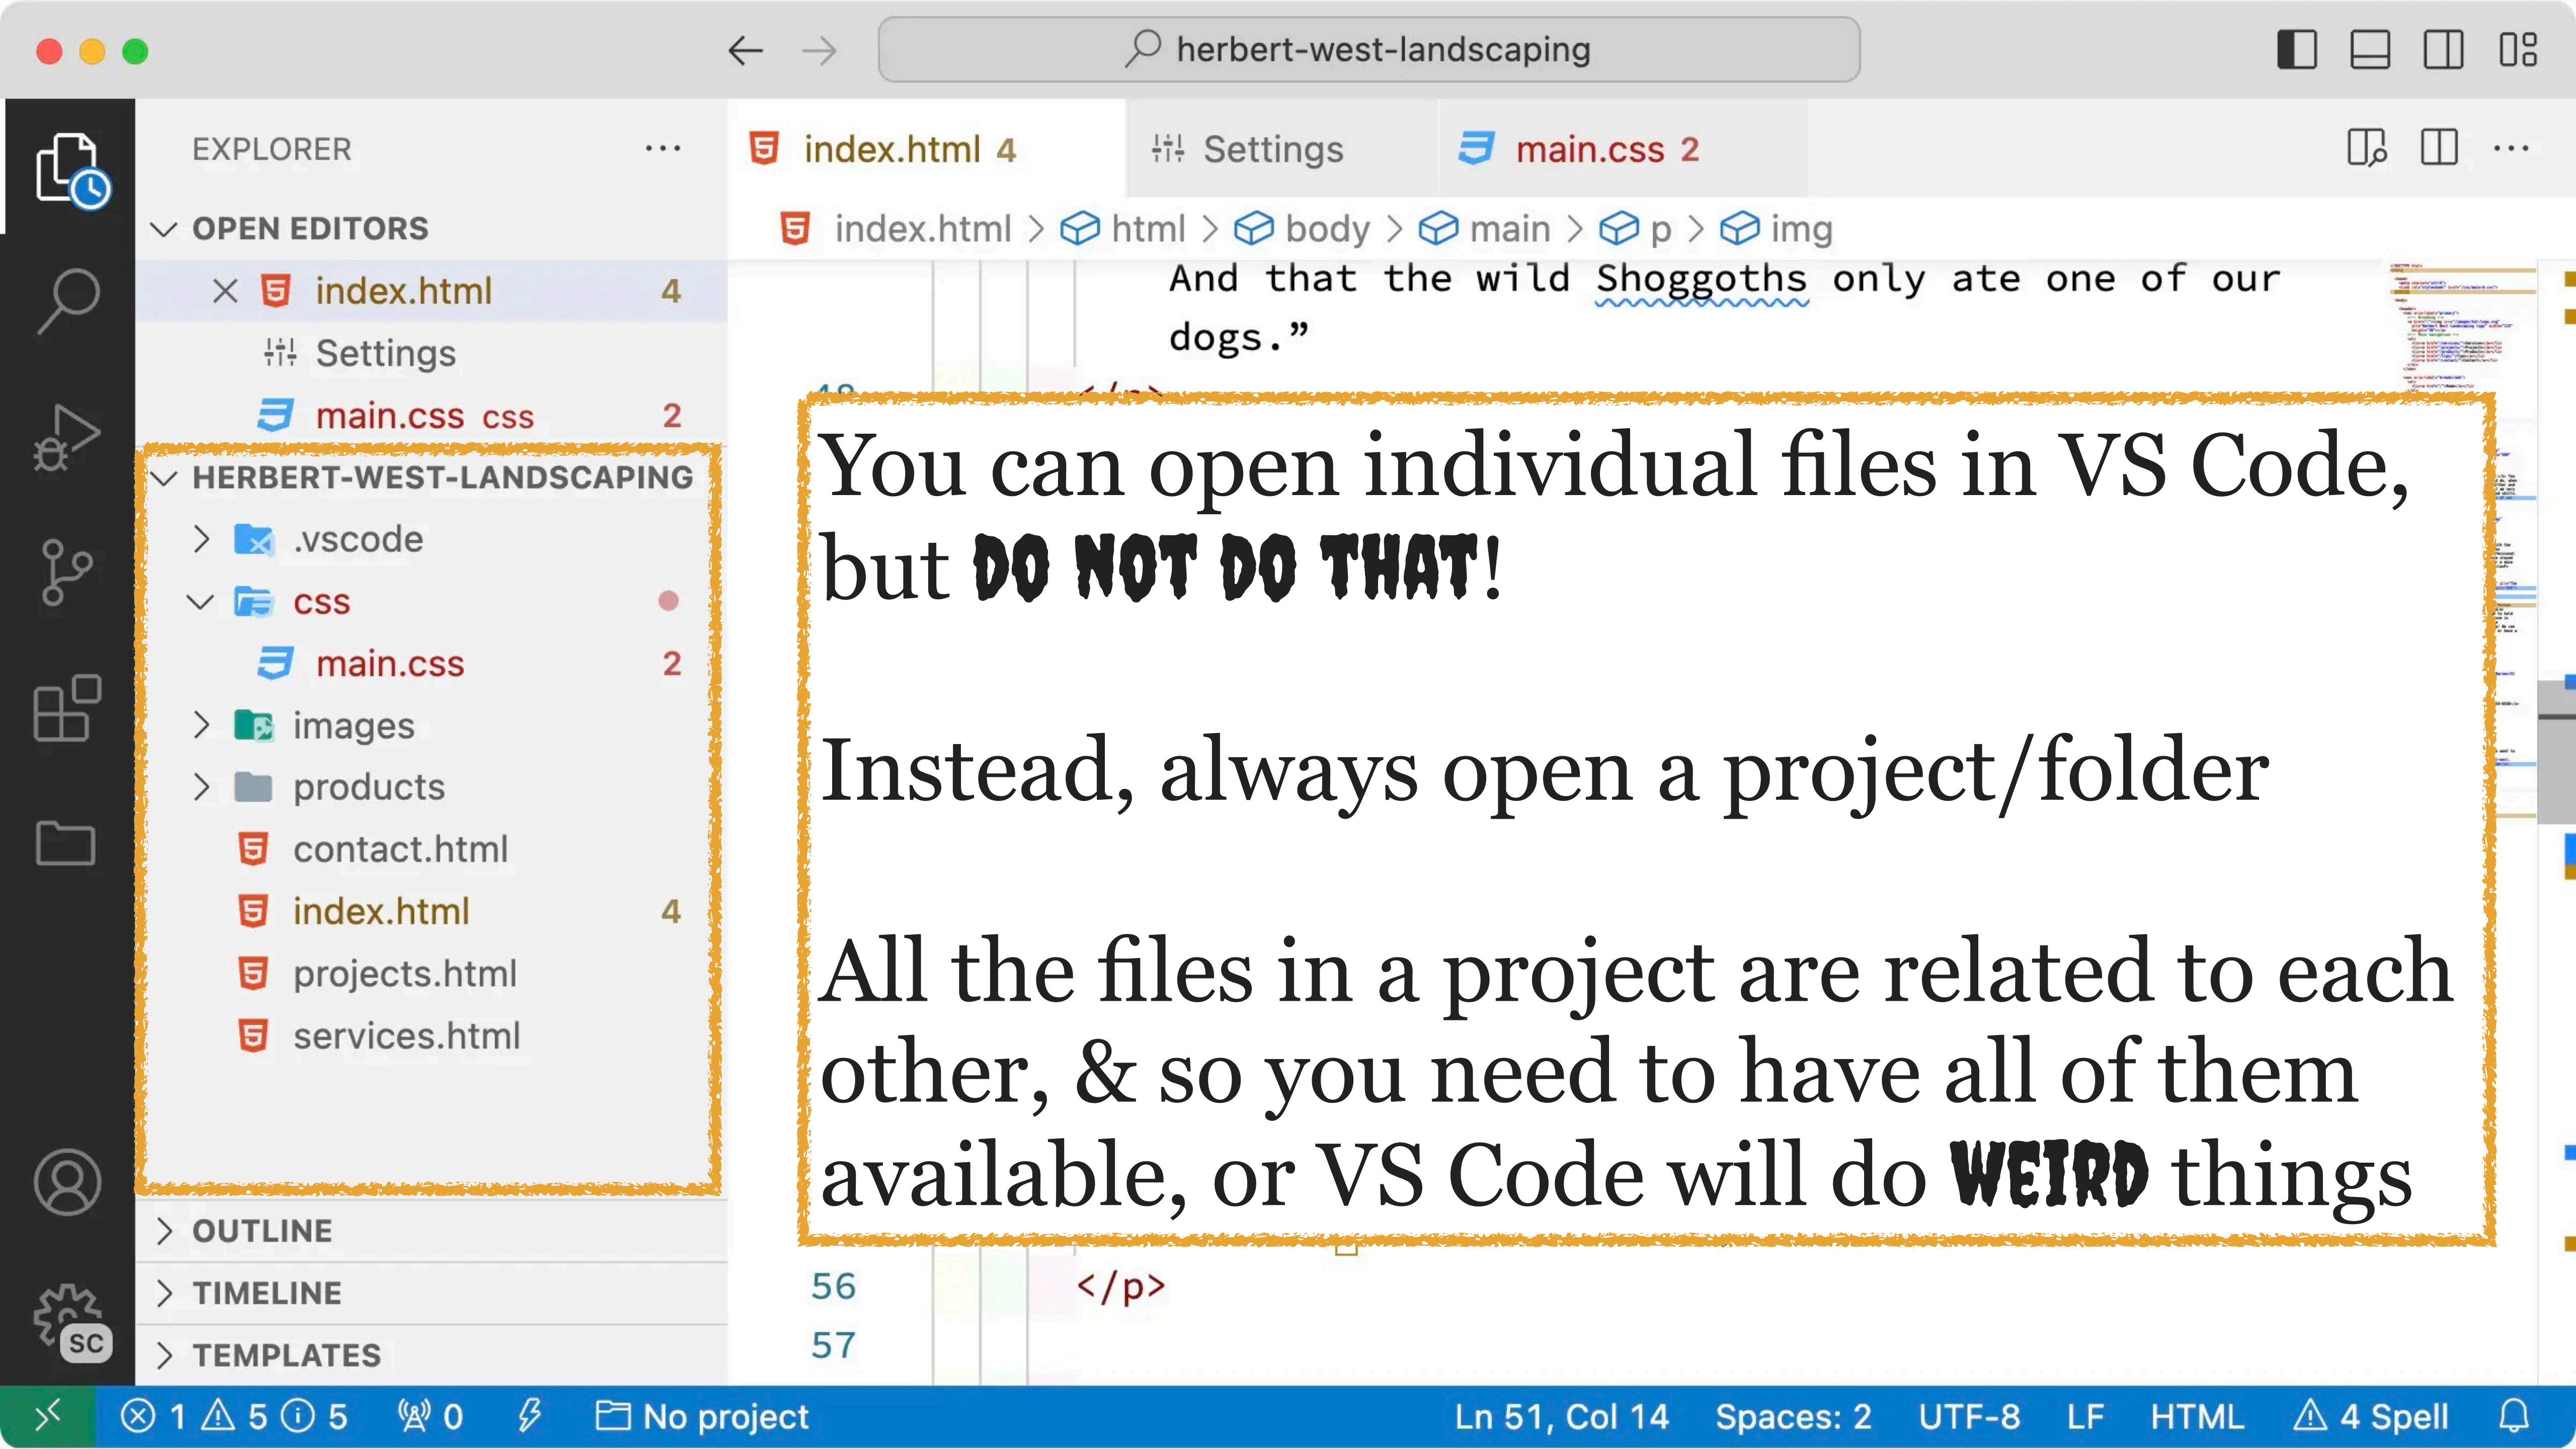 herbert-west-landscaping
EXPLORER
OPEN EDITORS
index.html 4
Settings
main.css css 2
HERBERT-WEST-LANDSCAPING
.vscode
css
main.css 2
images
products
contact.html
index.html 4
projects.html
services.html
OUTLINE
TIMELINE
TEMPLATES
SC
index.html 4
Settings
main.css 2
index.html > html > body > main > p > img
And that the wild Shoggoths only ate one of our
dogs.”
You can open individual files in VS Code,
but DO NOT DO THAT!
Instead, always open a project/folder
All the files in a project are related to each
other, & so you need to have all of them
available, or VS Code will do WEIRD things
56 </p>
57
1 5 5 0 No project Ln 51, Col 14 Spaces: 2 UTF-8 LF HTML 4 Spell